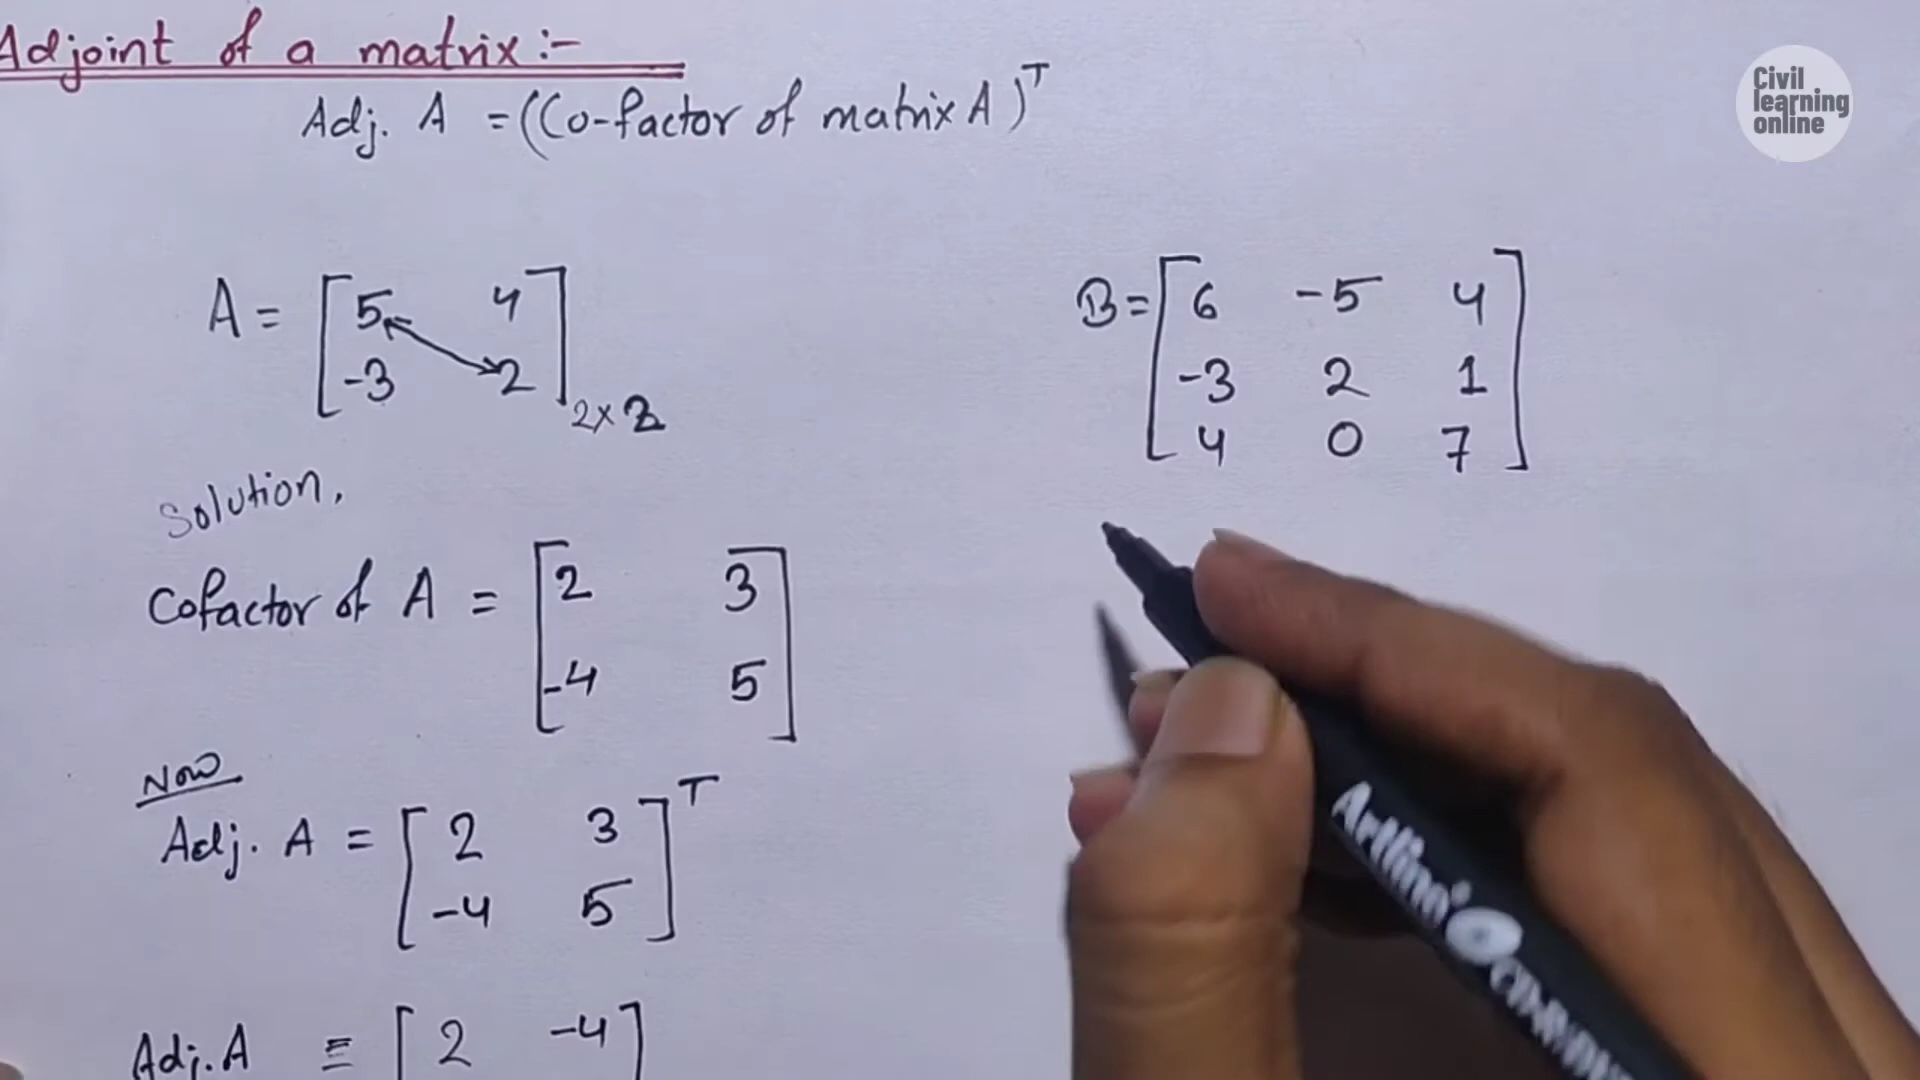 Adjoint of a matrix:-
Adj. A = (Co-factor of matrix A)ᵀ
A = [5 4
-3 2] 2x2
Solution,
Cofactor of A = [2 3
-4 5]
Now
Adj. A = [2 3
-4 5]ᵀ
Adj. A = [2 -4]
B = [6 -5 4
-3 2 1
4 0 7]
Civil
learning
online
Artline